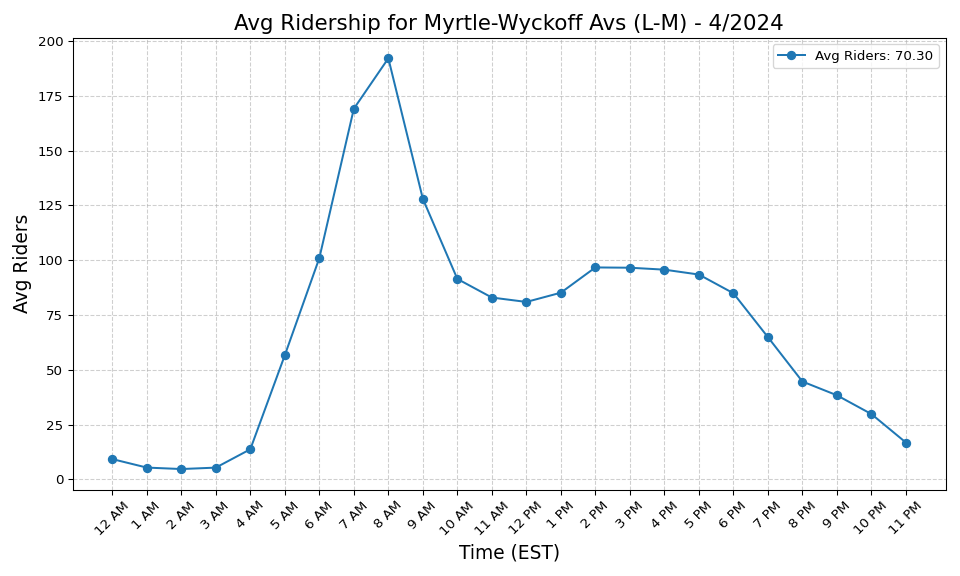 Avg Ridership for Myrtle-Wyckoff Avs (L-M) - 4/2024
Avg Riders: 70.30
200
175
150
125
100
75
50
25
0
Avg Riders
12 AM
1 AM
2 AM
3 AM
4 AM
5 AM
6 AM
7 AM
8 AM
9 AM
10 AM
11 AM
12 PM
1 PM
2 PM
3 PM
4 PM
5 PM
6 PM
7 PM
8 PM
9 PM
10 PM
11 PM
Time (EST)